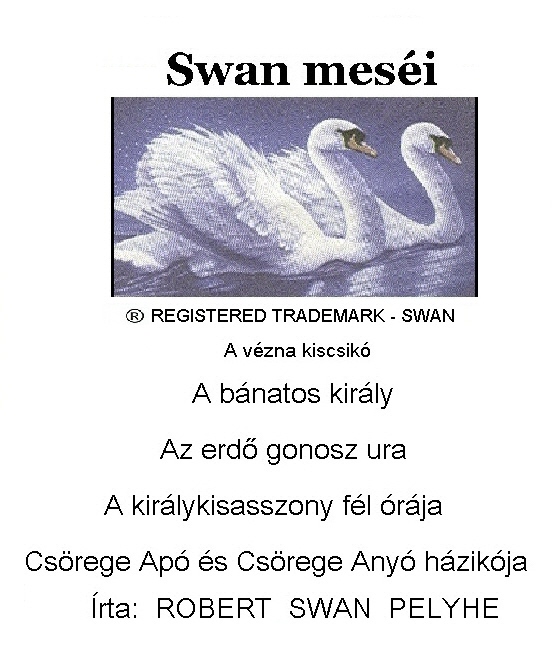 Swan meséi
® REGISTERED TRADEMARK - SWAN
A vézna kiscsikó
A bánatos király
Az erdő gonosz ura
A királykisasszony fél órája
Csörege Apó és Csörege Anyó házikója
Írta: ROBERT SWAN PELYHE